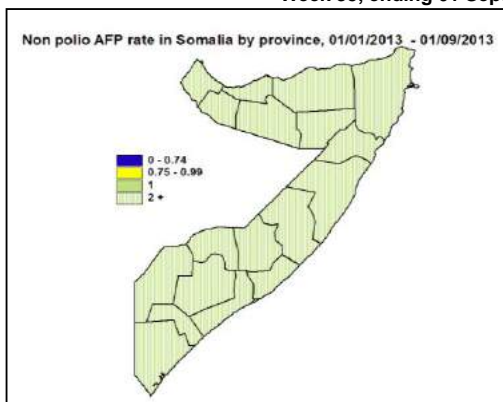 Non polio AFP rate in Somalia by province, 01/01/2013 - 01/09/2013
0 - 0.74
0.75 - 0.99
1
2 +